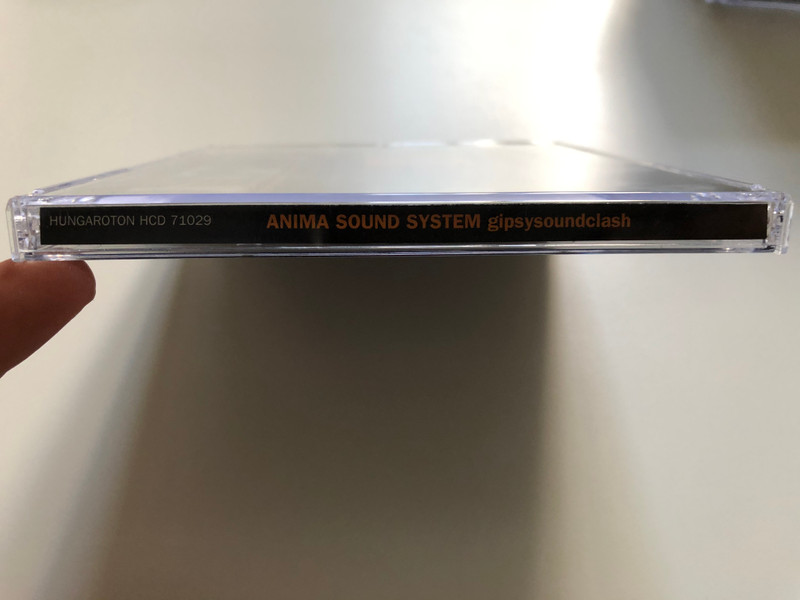 HUNGAROTON HCD 71029 ANIMA SOUND SYSTEM gipsysoundclash